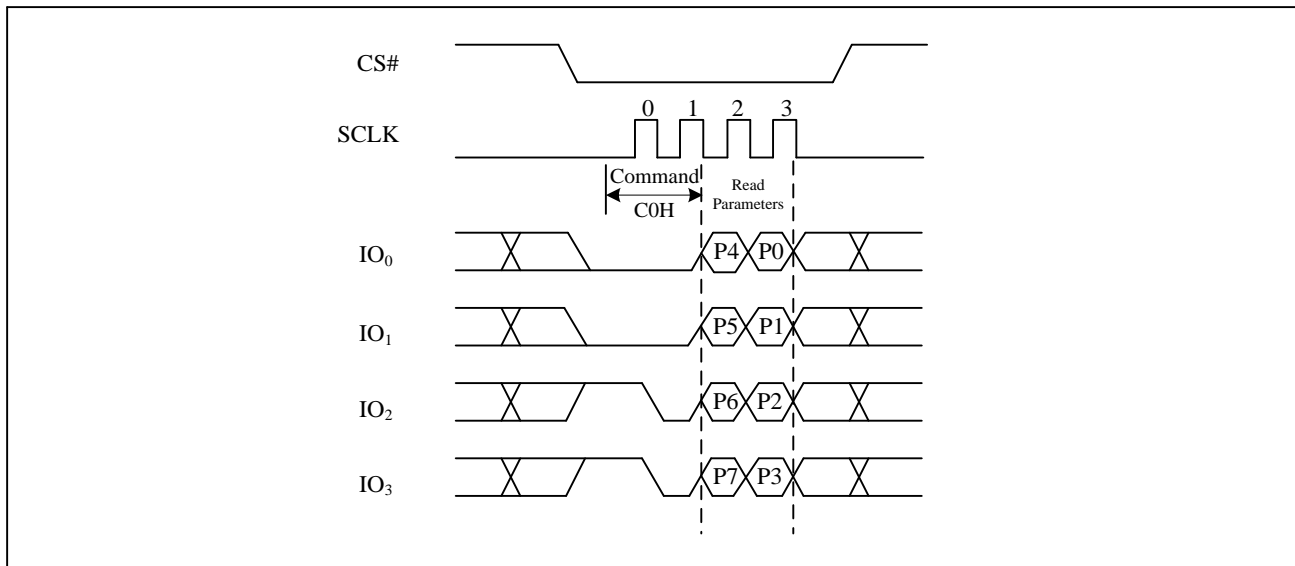 CS#
0 1 2 3
SCLK
Command
C0H
Read
Parameters
IO₀ P4 P0
IO₁ P5 P1
IO₂ P6 P2
IO₃ P7 P3